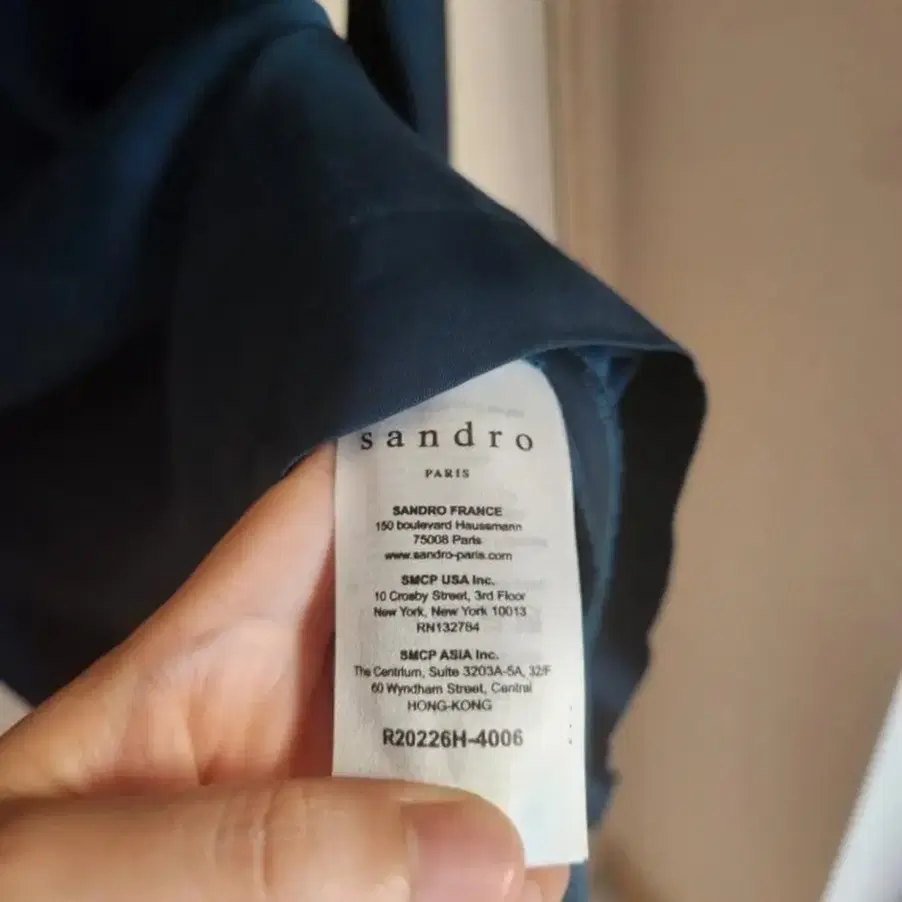 sandro
PARIS
SANDRO FRANCE
150 boulevard Haussmann
75008 Paris
www.sandro-paris.com
SMCP USA Inc.
10 Crosby Street, 3rd Floor
New York, New York 10013
RN132784
SMCP ASIA Inc.
The Centrium, Suite 3203A-5A, 32/F
60 Wyndham Street, Central
HONG-KONG
R20226H-4006